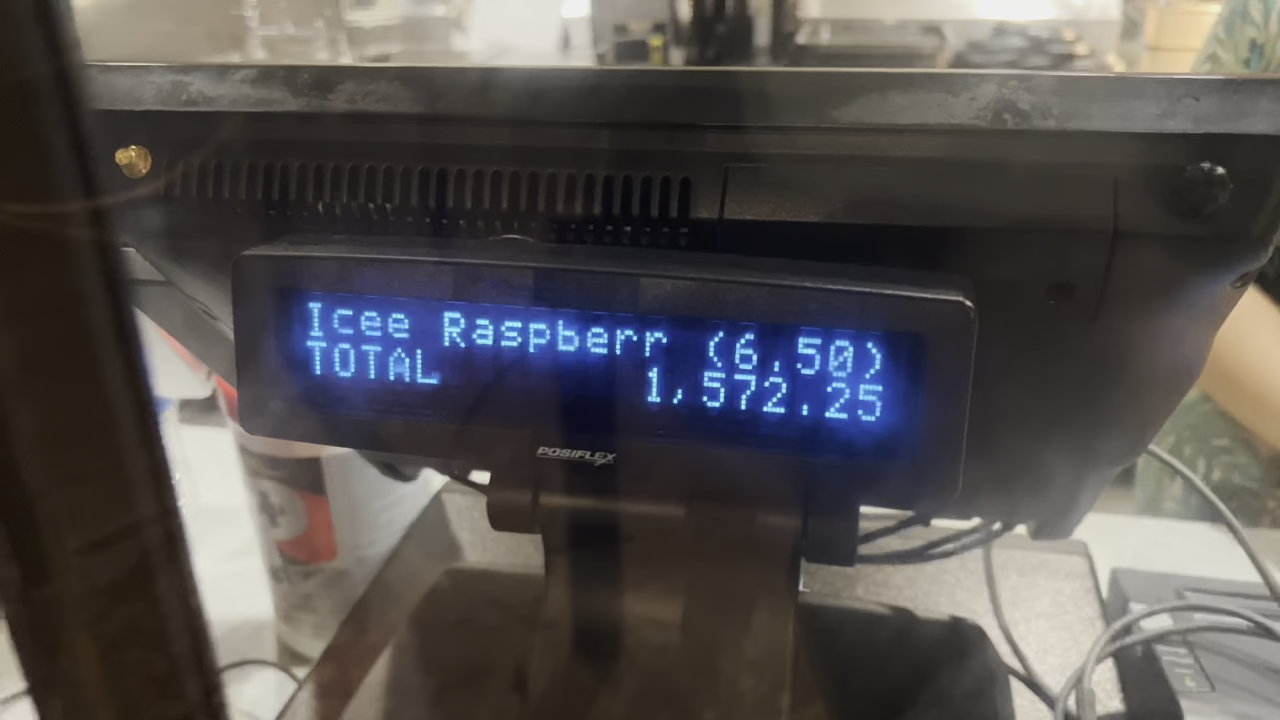 Icee Raspberr (6.50)
TOTAL 1,572.25
POSIFLEX